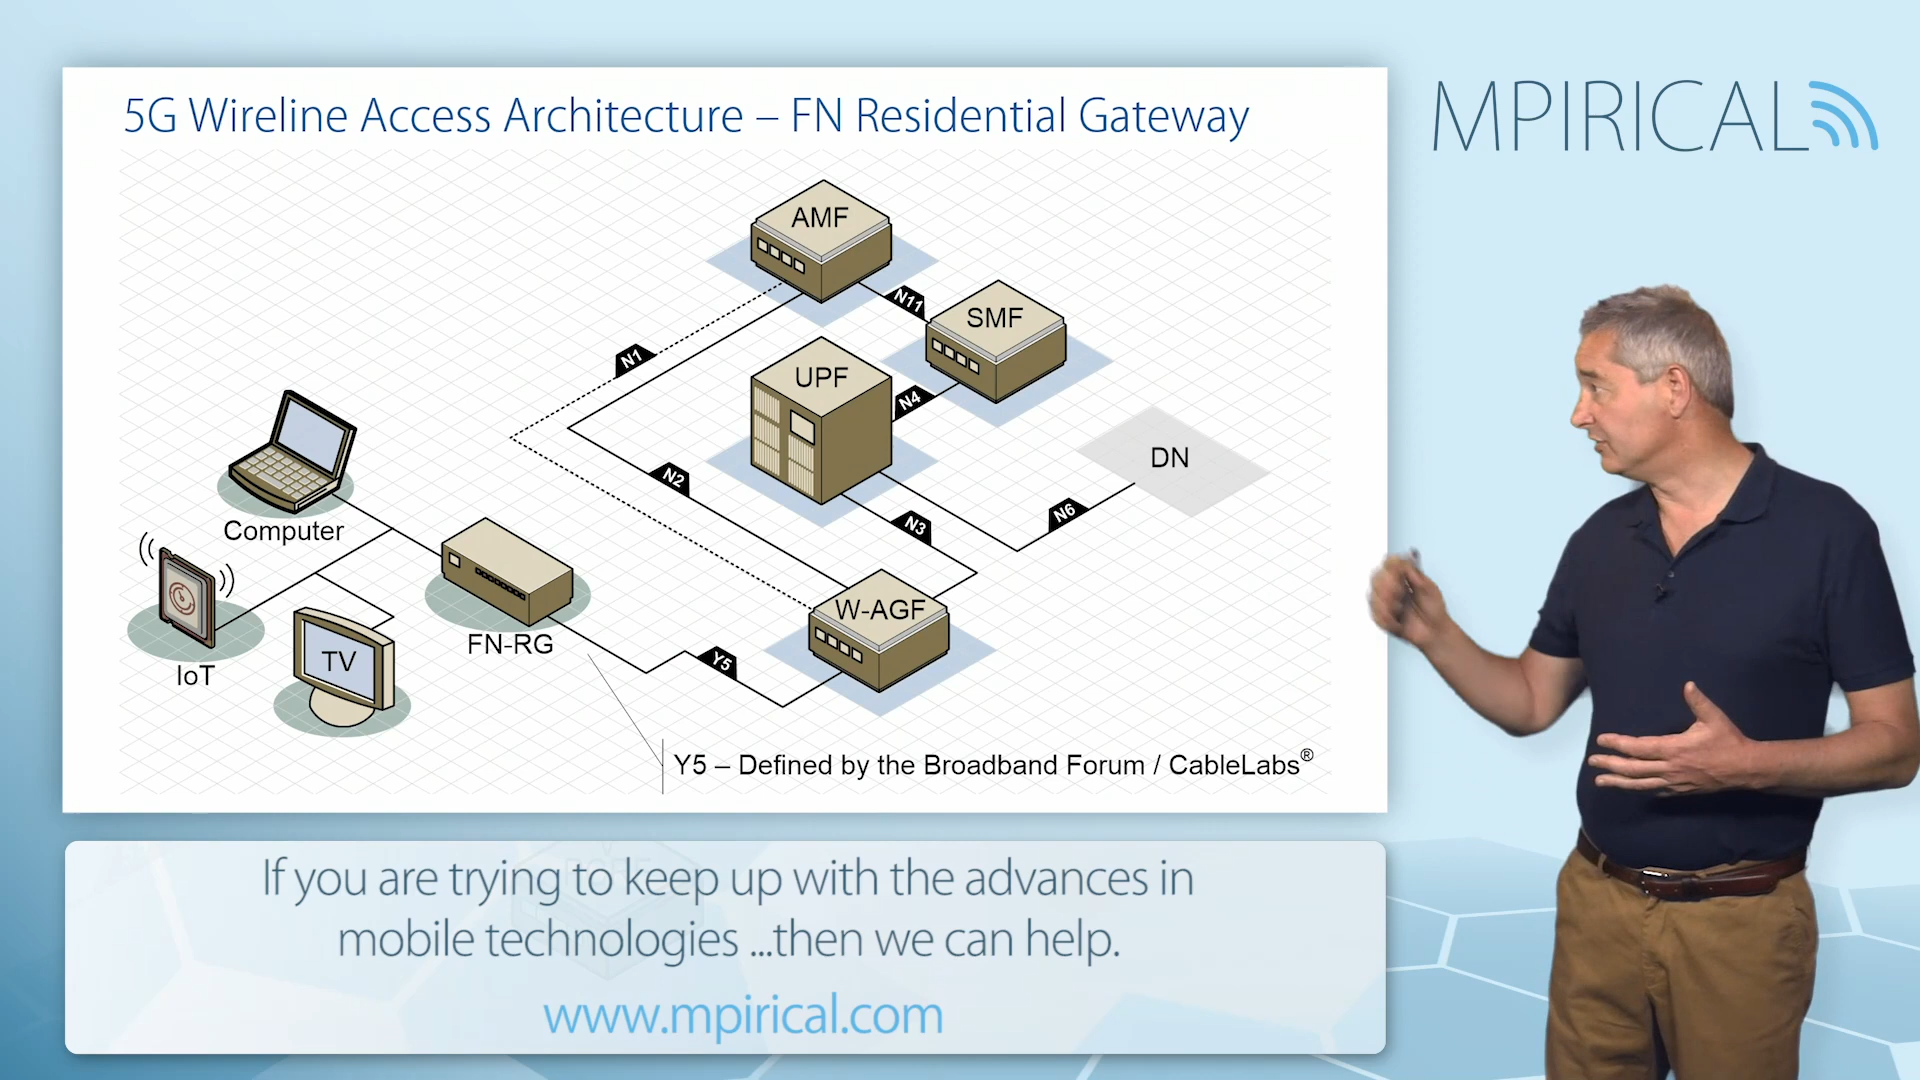 5G Wireline Access Architecture – FN Residential Gateway
MPIRICAL
AMF
N11
SMF
N1
UPF
N4
DN
N2
N3
N6
Computer
W-AGF
FN-RG
Y5
TV
IoT
Y5 – Defined by the Broadband Forum / CableLabs®
If you are trying to keep up with the advances in
mobile technologies ...then we can help.
www.mpirical.com